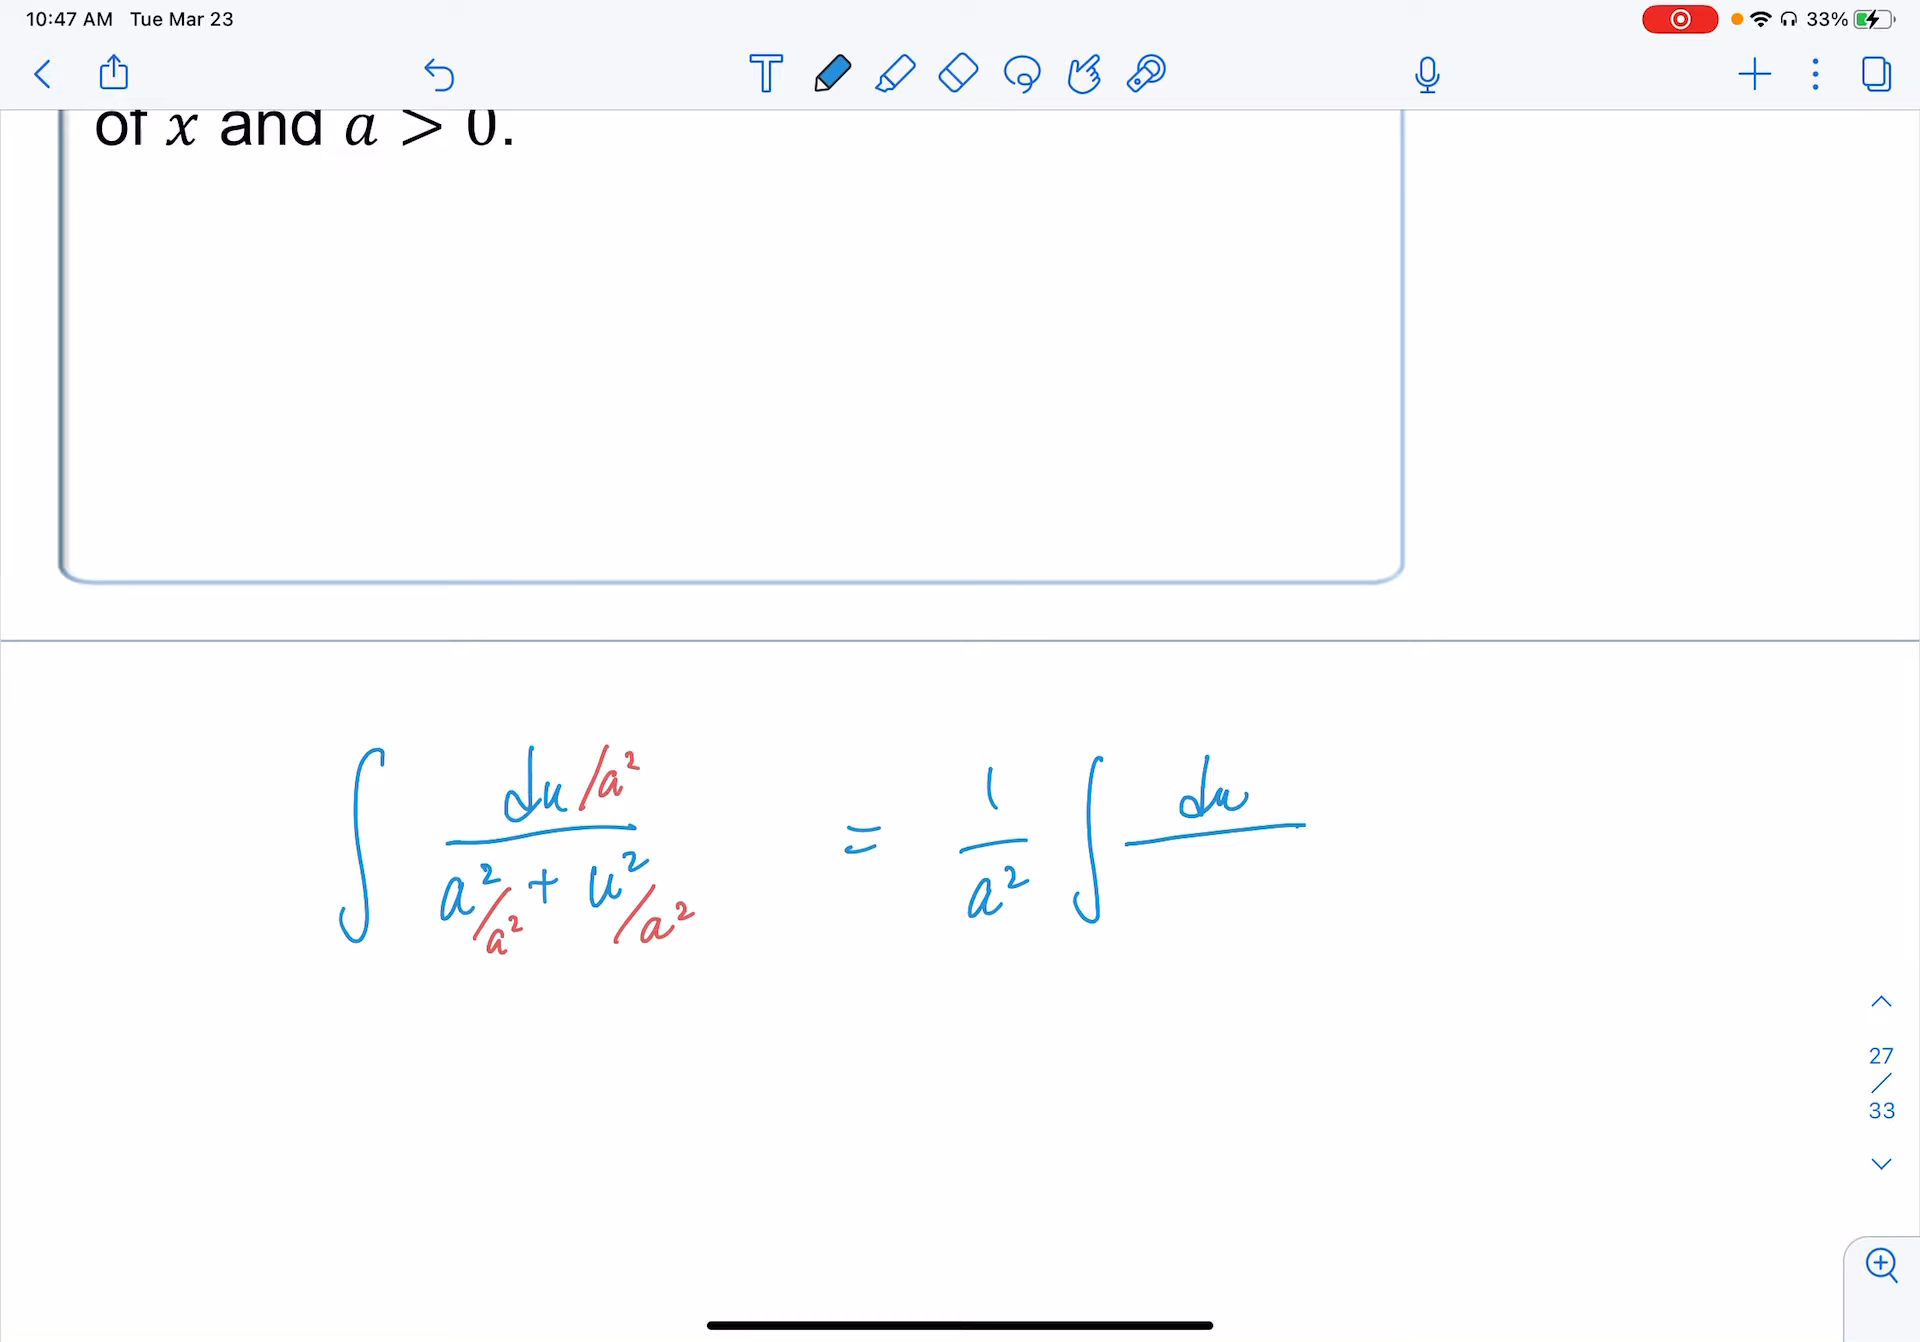 10:47 AM Tue Mar 23 33%
T
of x and a > 0.
∫ du/a² / (a²/a² + u²/a²) = 1/a² ∫ du
27
/
33